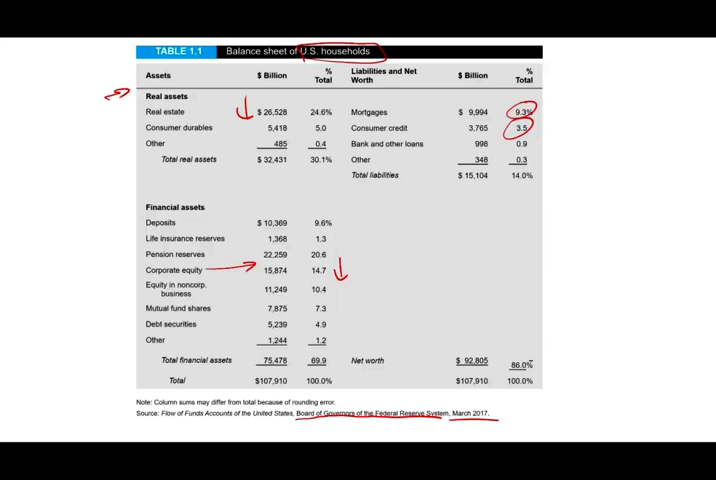 TABLE 1.1 Balance sheet of U.S. households
Assets $ Billion % Total Liabilities and Net Worth $ Billion % Total
Real assets
Real estate $ 26,528 24.6% Mortgages $ 9,994 9.3%
Consumer durables 5,418 5.0 Consumer credit 3,765 3.5
Other 485 0.4 Bank and other loans 998 0.9
Total real assets $ 32,431 30.1% Other 348 0.3
Total liabilities $ 15,104 14.0%
Financial assets
Deposits $ 10,369 9.6%
Life insurance reserves 1,368 1.3
Pension reserves 22,259 20.6
Corporate equity 15,874 14.7
Equity in noncorp. business 11,249 10.4
Mutual fund shares 7,875 7.3
Debt securities 5,239 4.9
Other 1,244 1.2
Total financial assets 75,478 69.9 Net worth $ 92,805 86.0%
Total $107,910 100.0% $107,910 100.0%
Note: Column sums may differ from total because of rounding error.
Source: Flow of Funds Accounts of the United States, Board of Governors of the Federal Reserve System, March 2017.